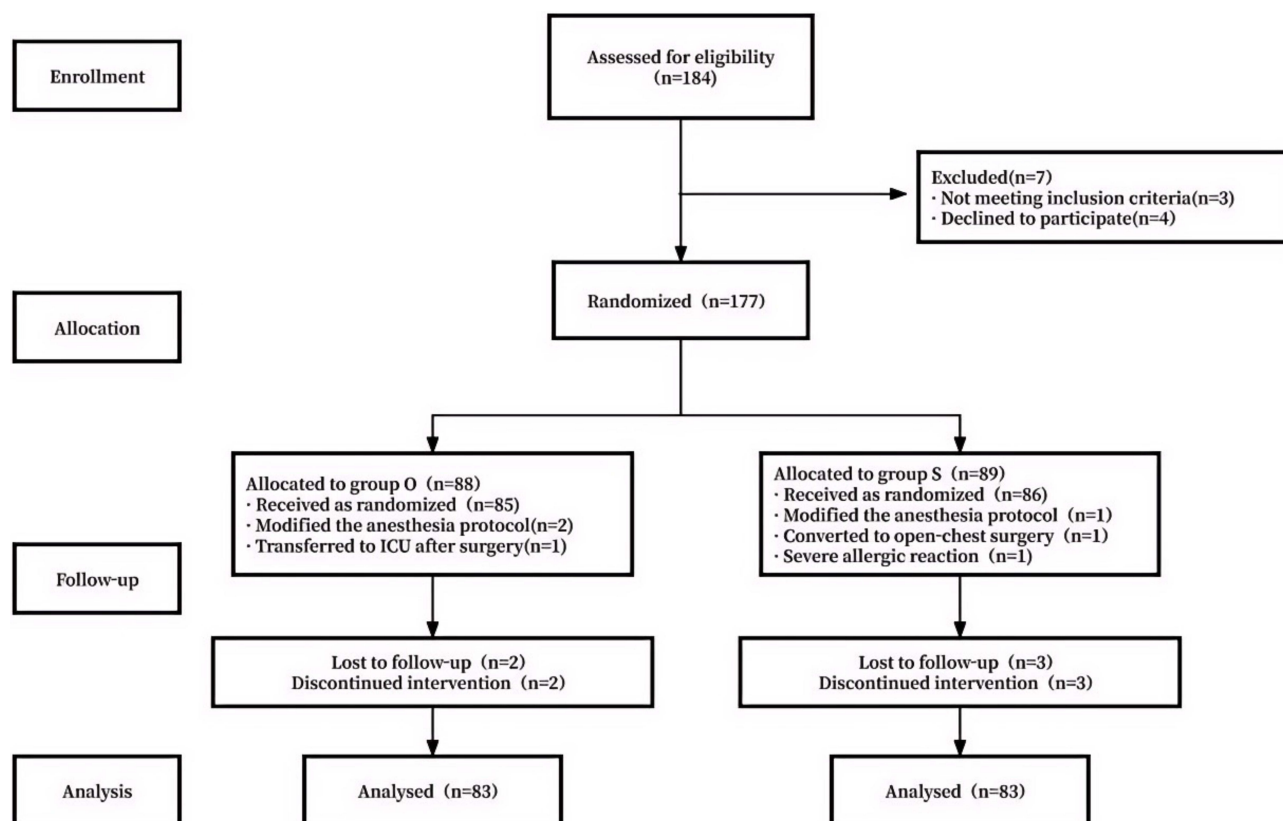 Enrollment
Assessed for eligibility
(n=184)
Excluded(n=7)
· Not meeting inclusion criteria(n=3)
· Declined to participate(n=4)
Allocation
Randomized (n=177)
Allocated to group O (n=88)
· Received as randomized (n=85)
· Modified the anesthesia protocol(n=2)
· Transferred to ICU after surgery(n=1)
Allocated to group S (n=89)
· Received as randomized (n=86)
· Modified the anesthesia protocol (n=1)
· Converted to open-chest surgery (n=1)
· Severe allergic reaction (n=1)
Follow-up
Lost to follow-up (n=2)
Discontinued intervention (n=2)
Lost to follow-up (n=3)
Discontinued intervention (n=3)
Analysis
Analysed (n=83)
Analysed (n=83)